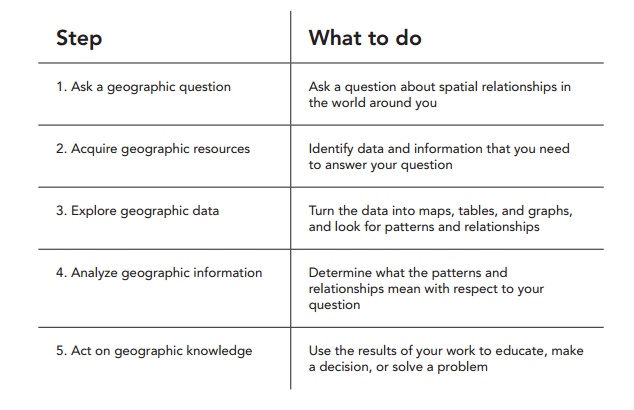 Step
What to do
1. Ask a geographic question
Ask a question about spatial relationships in
the world around you
2. Acquire geographic resources
Identify data and information that you need
to answer your question
3. Explore geographic data
Turn the data into maps, tables, and graphs,
and look for patterns and relationships
4. Analyze geographic information
Determine what the patterns and
relationships mean with respect to your
question
5. Act on geographic knowledge
Use the results of your work to educate, make
a decision, or solve a problem